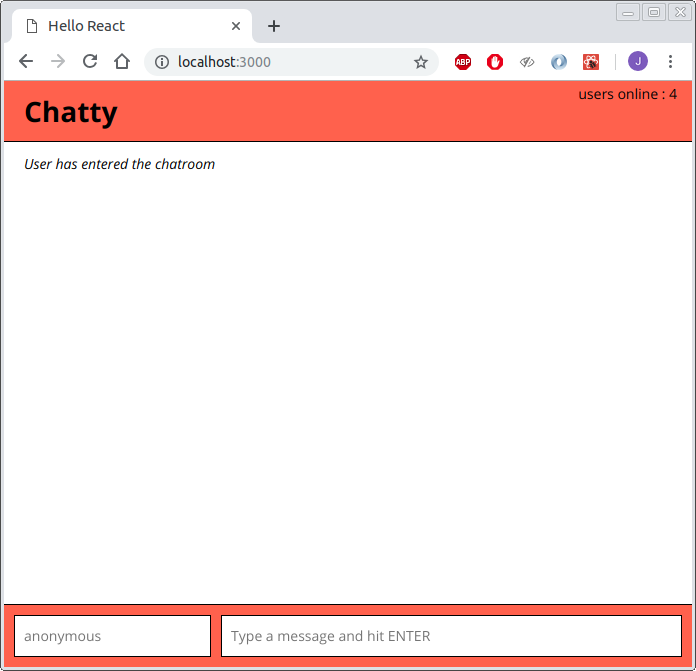 Hello React
localhost:3000
ABP
J
users online : 4
Chatty
User has entered the chatroom
anonymous
Type a message and hit ENTER